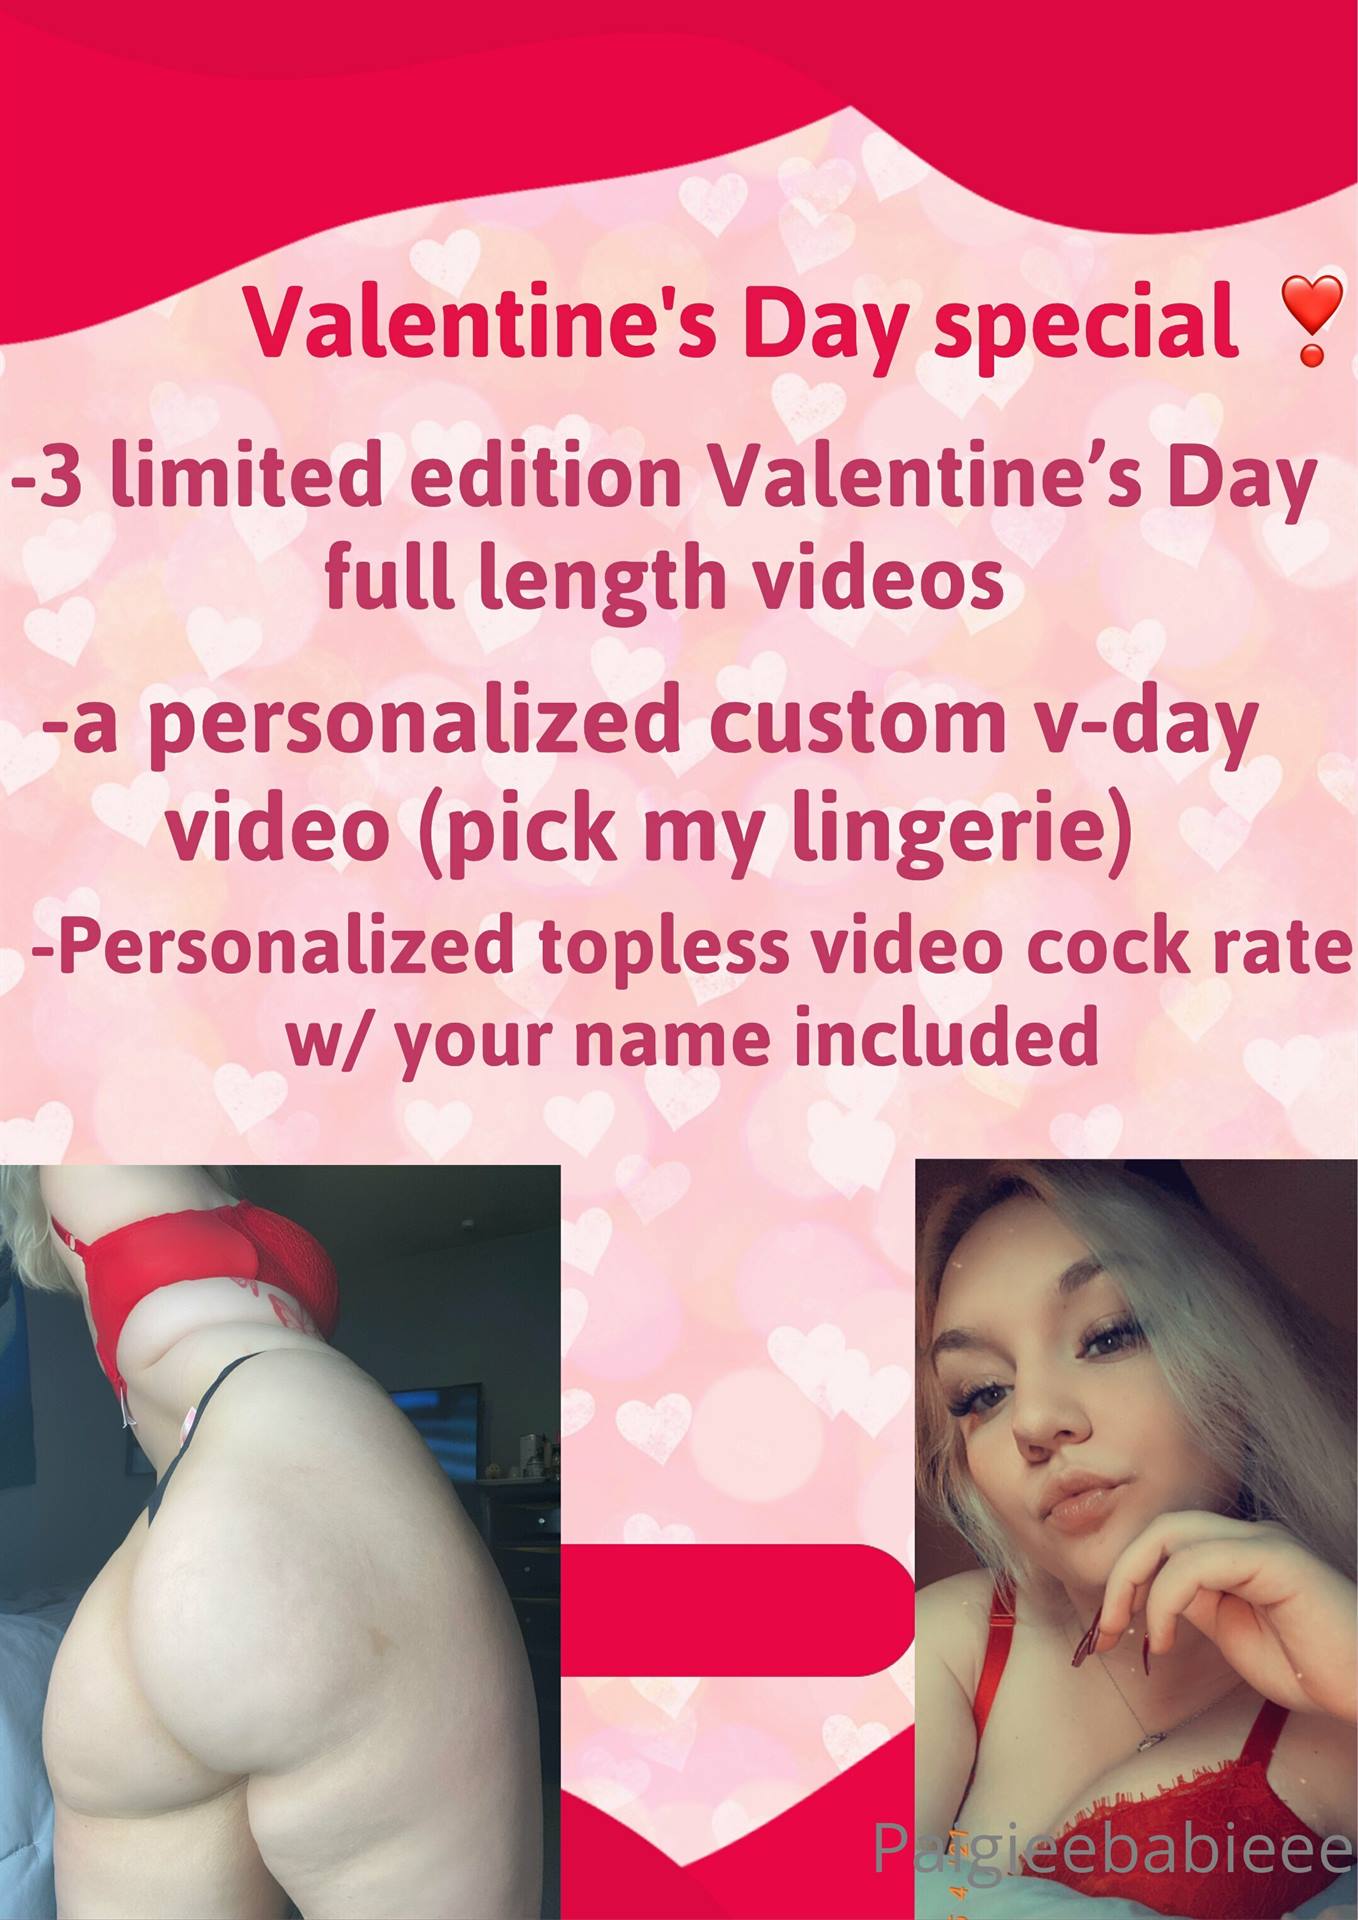 Valentine's Day special ❣️
-3 limited edition Valentine’s Day
full length videos
-a personalized custom v-day
video (pick my lingerie)
-Personalized topless video cock rate
w/ your name included
Paigieebabieee